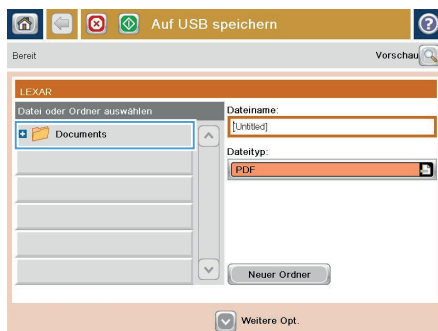 Auf USB speichern
Bereit
Vorschau
LEXAR
Datei oder Ordner auswählen
Documents
Dateiname:
[Untitled]
Dateityp:
PDF
Neuer Ordner
Weitere Opt.